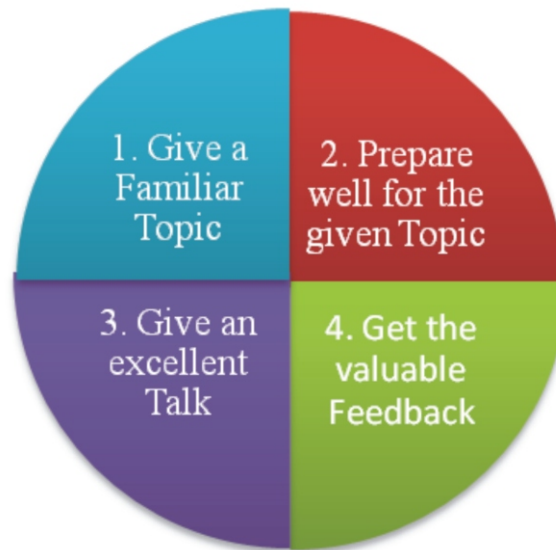 1. Give a
Familiar
Topic
2. Prepare
well for the
given Topic
3. Give an
excellent
Talk
4. Get the
valuable
Feedback